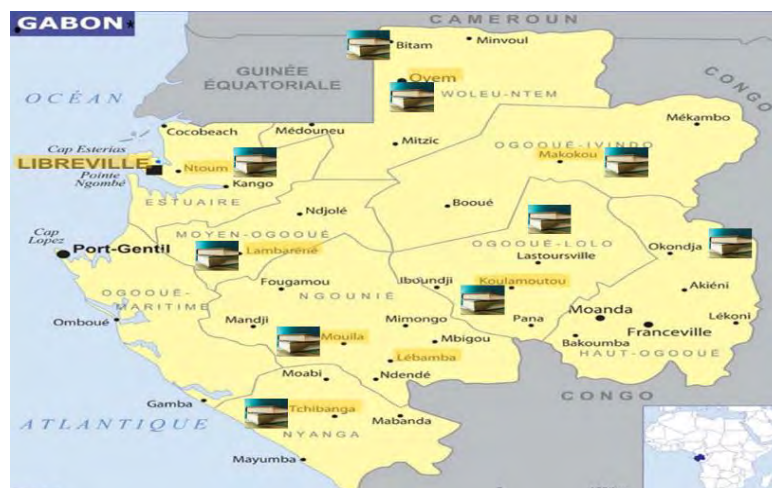 GABON
CAMEROUN
Bitam
Minvoul
GUINÉE
ÉQUATORIALE
Oyem
CONGO
WOLEU-NTEM
OCÉAN
Mékambo
Cocobeach
Médouneu
Mitzic
OGOOUÉ-IVINDO
Cap Esterias
LIBREVILLE
Ntoum
Makokou
Pointe
Ngombé
Kango
ESTUAIRE
Booué
Ndjolé
MOYEN-OGOOUÉ
Cap
Lopez
Port-Gentil
Lambaréné
OGOOUÉ-LOLO
Okondja
Lastoursville
Fougamou
Iboundji
Koulamoutou
Akiéni
OGOOUÉ-
MARITIME
NGOUNIÉ
Omboué
Mandji
Mimongo
Pana
Moanda
Lékoni
Franceville
Mouila
Mbigou
Bakoumba
HAUT-OGOOUÉ
Lébamba
Moabi
Ndendé
CONGO
Gamba
Tchibanga
ATLANTIQUE
Mabanda
NYANGA
Mayumba